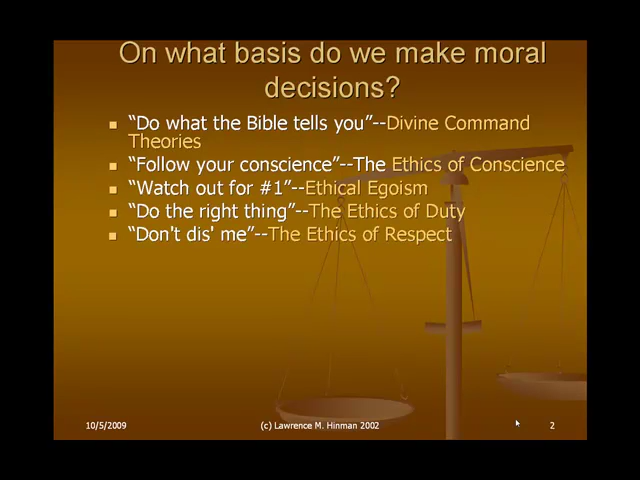 On what basis do we make moral
decisions?
“Do what the Bible tells you”--Divine Command
Theories
“Follow your conscience”--The Ethics of Conscience
“Watch out for #1”--Ethical Egoism
“Do the right thing”--The Ethics of Duty
“Don't dis' me”--The Ethics of Respect
10/5/2009 (c) Lawrence M. Hinman 2002 2